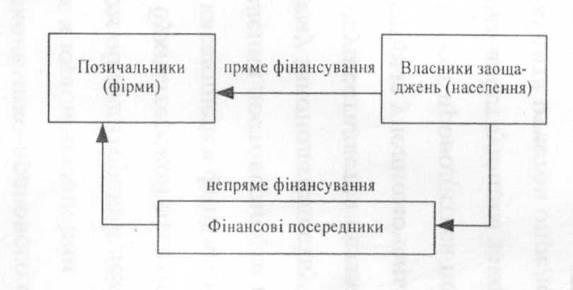 Позичальники
(фірми)
пряме фінансування
Власники заоща-
джень (населення)
непряме фінансування
Фінансові посередники